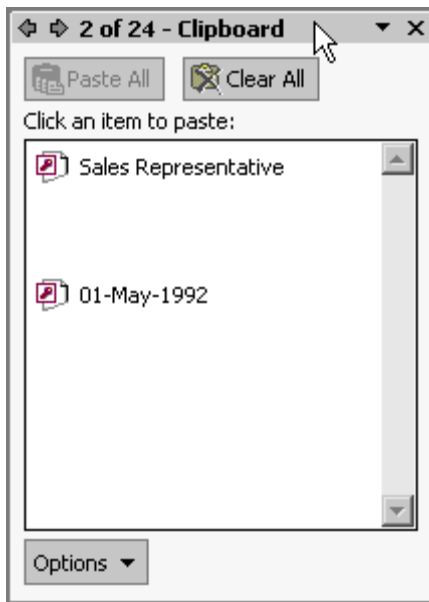 2 of 24 - Clipboard
Paste All Clear All
Click an item to paste:
Sales Representative
01-May-1992
Options